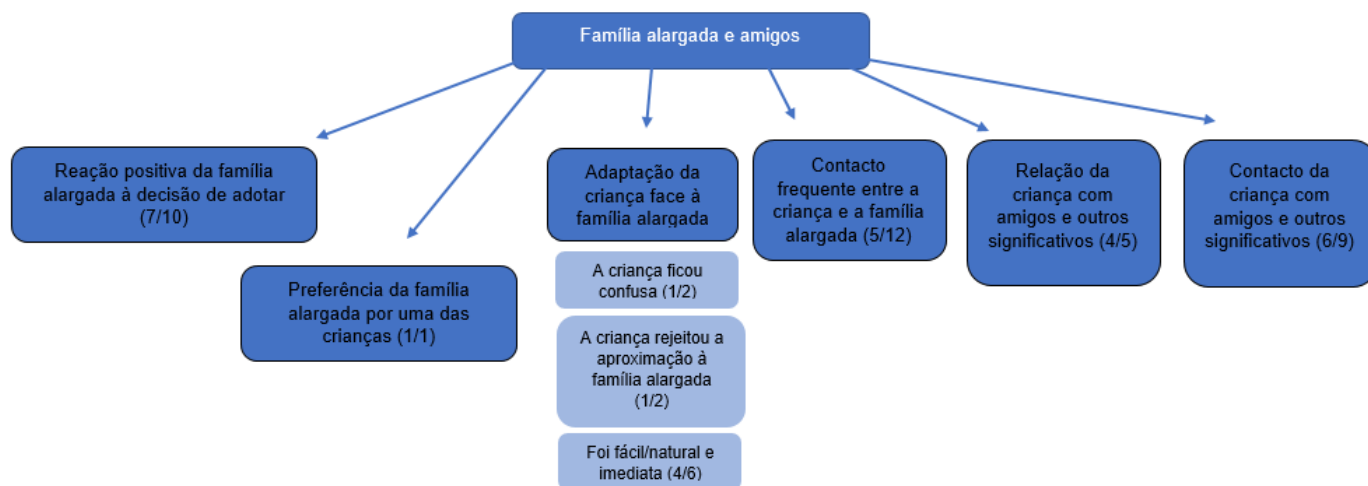 Família alargada e amigos
Reação positiva da família
alargada à decisão de adotar
(7/10)
Preferência da família
alargada por uma das
crianças (1/1)
Adaptação da
criança face à
família alargada
A criança ficou
confusa (1/2)
A criança rejeitou a
aproximação à
família alargada
(1/2)
Foi fácil/natural e
imediata (4/6)
Contacto
frequente entre a
criança e a família
alargada (5/12)
Relação da
criança com
amigos e outros
significativos (4/5)
Contacto da
criança com
amigos e outros
significativos (6/9)